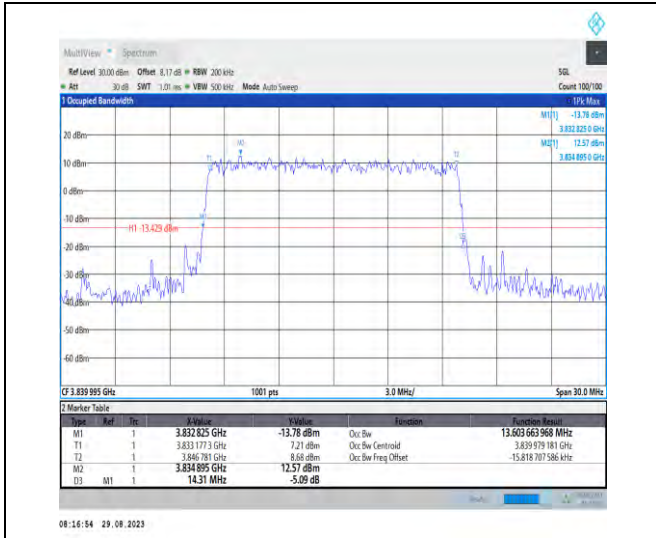 MultiView Spectrum
Ref Level 30.00 dBm Offset 8.17 dB RBW 200 kHz SGL
Att 30 dB SWT 1.01 ms VBW 500 kHz Mode Auto Sweep Count 100/100
1 Occupied Bandwidth 1Pk Max
M1[1] -13.78 dBm
3.832 825 0 GHz
M2[1] 12.57 dBm
3.834 895 0 GHz
20 dBm
M2
T1 T2
10 dBm
0 dBm
-10 dBm
M1
H1 -13.429 dBm
D3
-20 dBm
-30 dBm
-40 dBm
-50 dBm
-60 dBm
CF 3.839 995 GHz 1001 pts 3.0 MHz/ Span 30.0 MHz
2 Marker Table
Type Ref Trc X-Value Y-Value Function Function Result
M1 1 3.832 825 GHz -13.78 dBm Occ Bw 13.603 663 968 MHz
T1 1 3.833 177 3 GHz 7.21 dBm Occ Bw Centroid 3.839 979 181 GHz
T2 1 3.846 781 GHz 8.68 dBm Occ Bw Freq Offset -15.818 707 586 kHz
M2 1 3.834 895 GHz 12.57 dBm
D3 M1 1 14.31 MHz -5.09 dB
08:16:54 29.08.2023